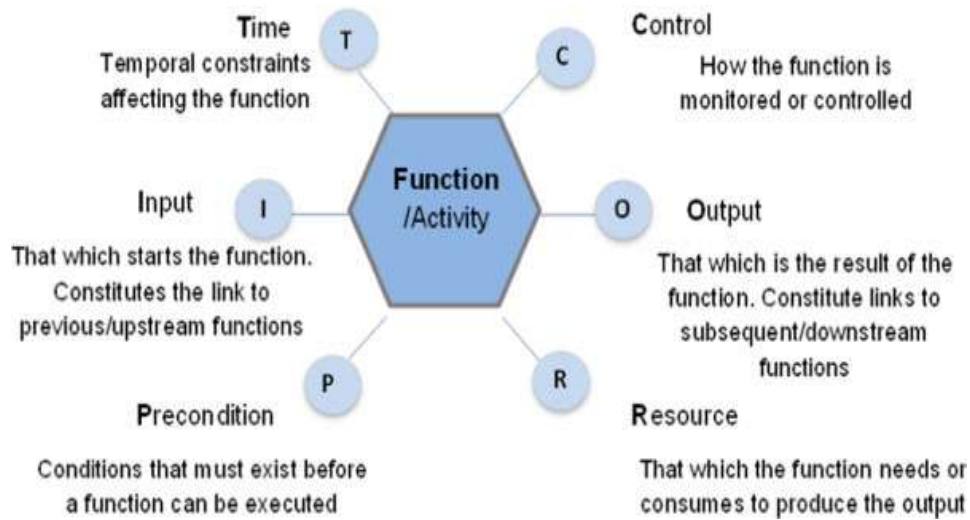 Time
T
Temporal constraints
affecting the function
C
Control
How the function is
monitored or controlled
Function
/Activity
Input
I
That which starts the function.
Constitutes the link to
previous/upstream functions
O
Output
That which is the result of the
function. Constitute links to
subsequent/downstream
functions
P
Precondition
Conditions that must exist before
a function can be executed
R
Resource
That which the function needs or
consumes to produce the output